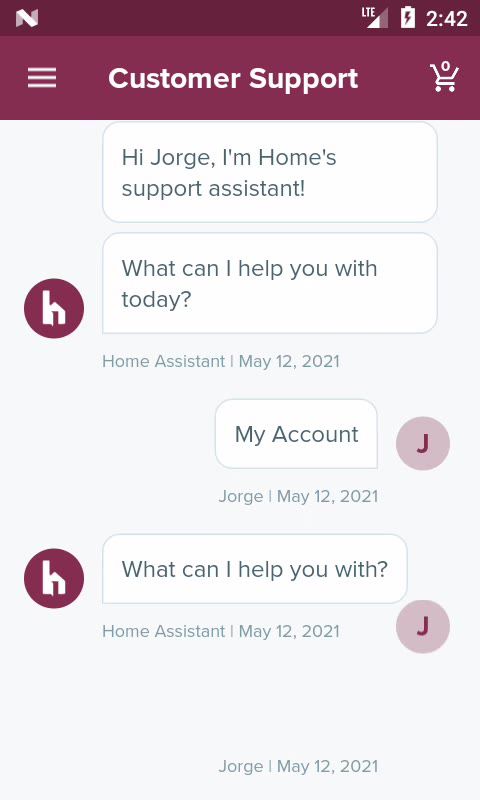 LTE 2:42
Customer Support
0
Hi Jorge, I'm Home's
support assistant!
What can I help you with
today?
h
Home Assistant | May 12, 2021
My Account
J
Jorge | May 12, 2021
What can I help you with?
h
J
Home Assistant | May 12, 2021
Jorge | May 12, 2021